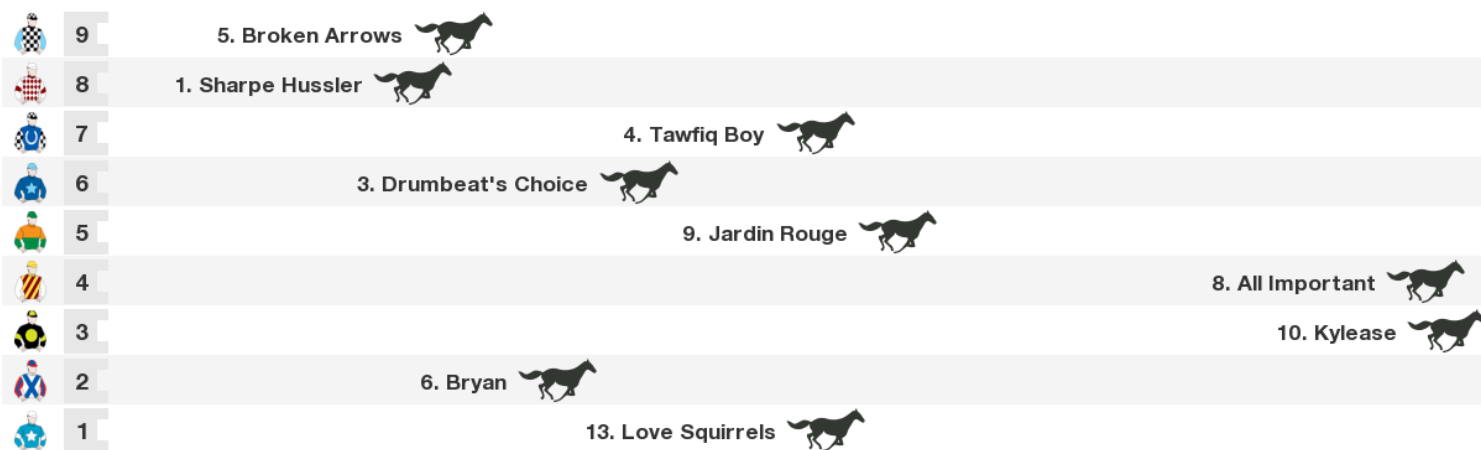 9 5. Broken Arrows
8 1. Sharpe Hussler
7 4. Tawfiq Boy
6 3. Drumbeat's Choice
5 9. Jardin Rouge
4 8. All Important
3 10. Kylease
2 6. Bryan
1 13. Love Squirrels